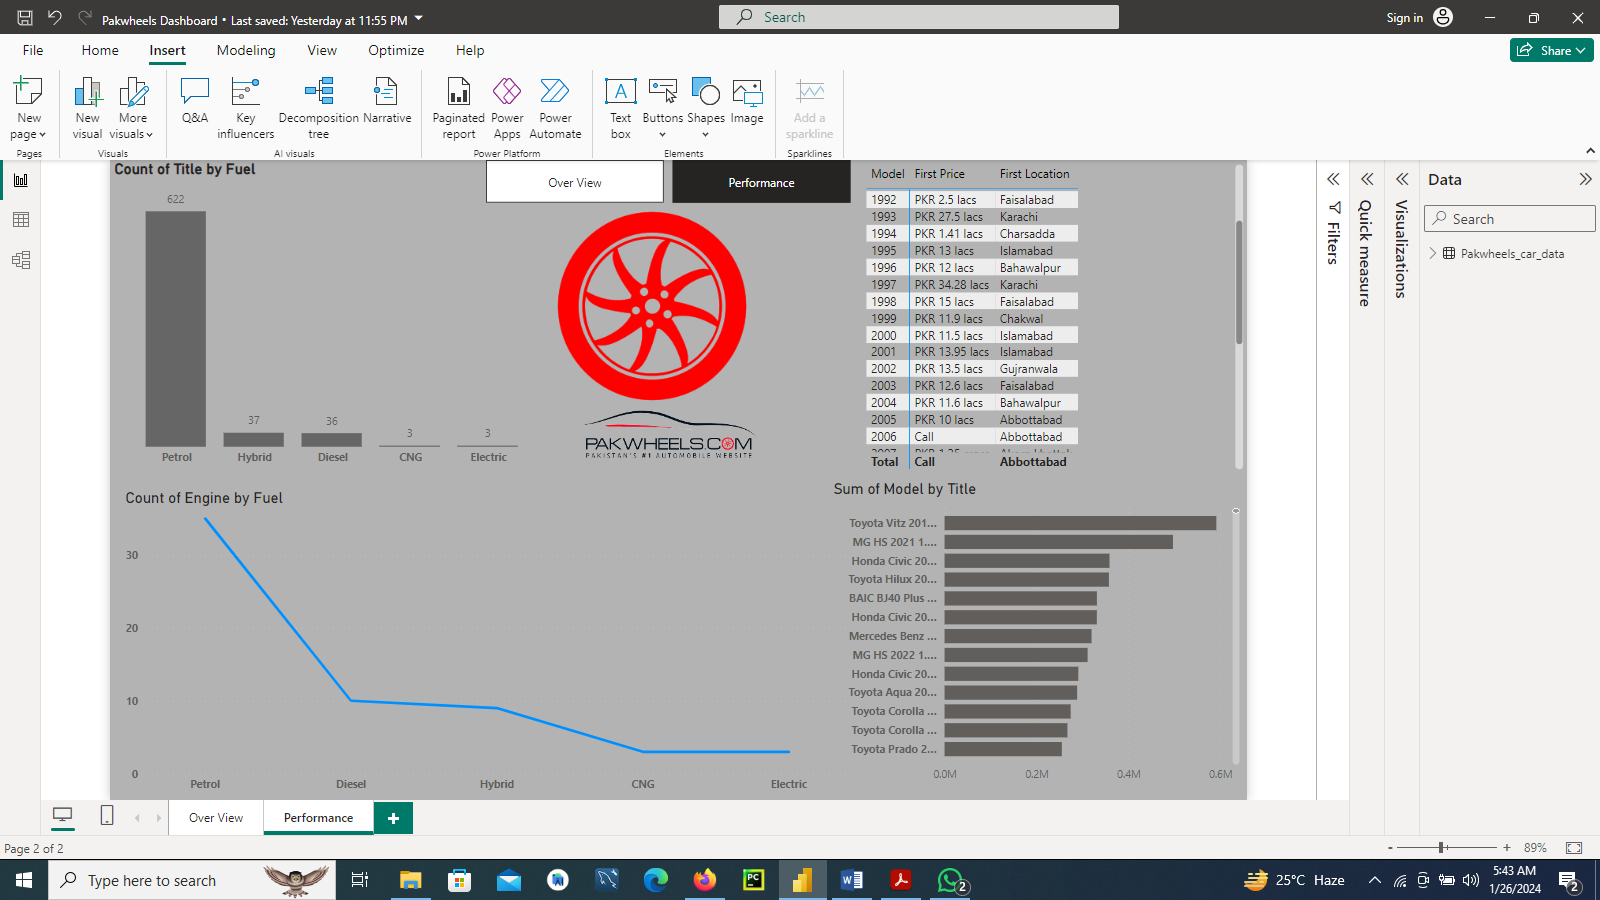 Pakwheels Dashboard • Last saved: Yesterday at 11:55 PM
Search
Sign in
File Home Insert Modeling View Optimize Help
Share
New page
New visual
More visuals
Q&A
Key influencers
Decomposition tree
Narrative
Paginated report
Power Apps
Power Automate
Text box
Buttons
Shapes
Image
Add a sparkline
Pages
Visuals
AI visuals
Power Platform
Elements
Sparklines
Count of Title by Fuel
622
37
36
3
3
Petrol Hybrid Diesel CNG Electric
Over View
Performance
PAKWHEELS.COM
PAKISTAN'S #1 AUTOMOBILE WEBSITE
Model First Price First Location
1992 PKR 2.5 lacs Faisalabad
1993 PKR 27.5 lacs Karachi
1994 PKR 1.41 lacs Charsadda
1995 PKR 13 lacs Islamabad
1996 PKR 12 lacs Bahawalpur
1997 PKR 34.28 lacs Karachi
1998 PKR 15 lacs Faisalabad
1999 PKR 11.9 lacs Chakwal
2000 PKR 11.5 lacs Islamabad
2001 PKR 13.95 lacs Islamabad
2002 PKR 13.5 lacs Gujranwala
2003 PKR 12.6 lacs Faisalabad
2004 PKR 11.6 lacs Bahawalpur
2005 PKR 10 lacs Abbottabad
2006 Call Abbottabad
Total Call Abbottabad
Count of Engine by Fuel
30
20
10
0
Petrol Diesel Hybrid CNG Electric
Sum of Model by Title
Toyota Vitz 201...
MG HS 2021 1....
Honda Civic 20...
Toyota Hilux 20...
BAIC BJ40 Plus ...
Honda Civic 20...
Mercedes Benz ...
MG HS 2022 1....
Honda Civic 20...
Toyota Aqua 20...
Toyota Corolla ...
Toyota Corolla ...
Toyota Prado 2...
0.0M 0.2M 0.4M 0.6M
Filters
Quick measure
Visualizations
Data
Search
Pakwheels_car_data
Over View
Performance
+
Page 2 of 2
- + 89%
Type here to search
PC
W
2
25°C Haze
5:43 AM
1/26/2024
2